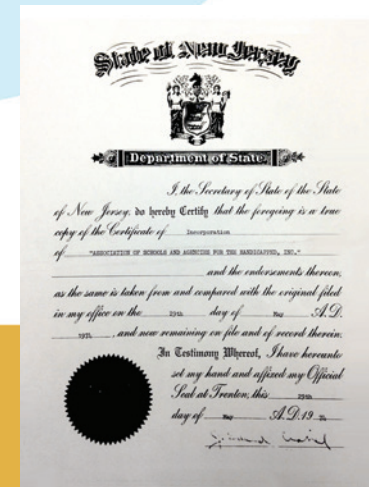 State of New Jersey
Department of State
I, the Secretary of State of the State
of New Jersey, do hereby Certify that the foregoing is a true
copy of the Certificate of Incorporation
of "ASSOCIATION OF SCHOOLS AND AGENCIES FOR THE HANDICAPPED, INC."
and the endorsements thereon,
as the same is taken from and compared with the original filed
in my office on the 29th day of May A.D.
1974, and now remaining on file and of record therein.
In Testimony Whereof, I have hereunto
set my hand and affixed my Official
Seal at Trenton, this 29th
day of May A.D. 19 74